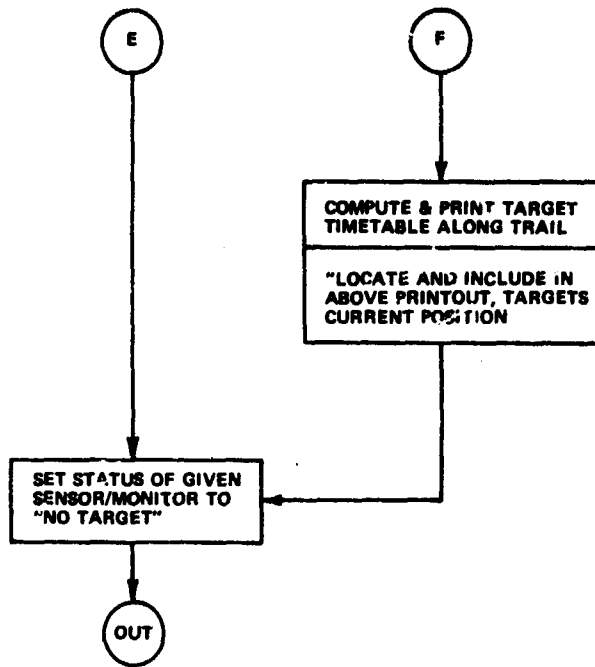 E
F
COMPUTE & PRINT TARGET
TIMETABLE ALONG TRAIL
"LOCATE AND INCLUDE IN
ABOVE PRINTOUT, TARGETS
CURRENT POSITION
SET STATUS OF GIVEN
SENSOR/MONITOR TO
"NO TARGET"
OUT